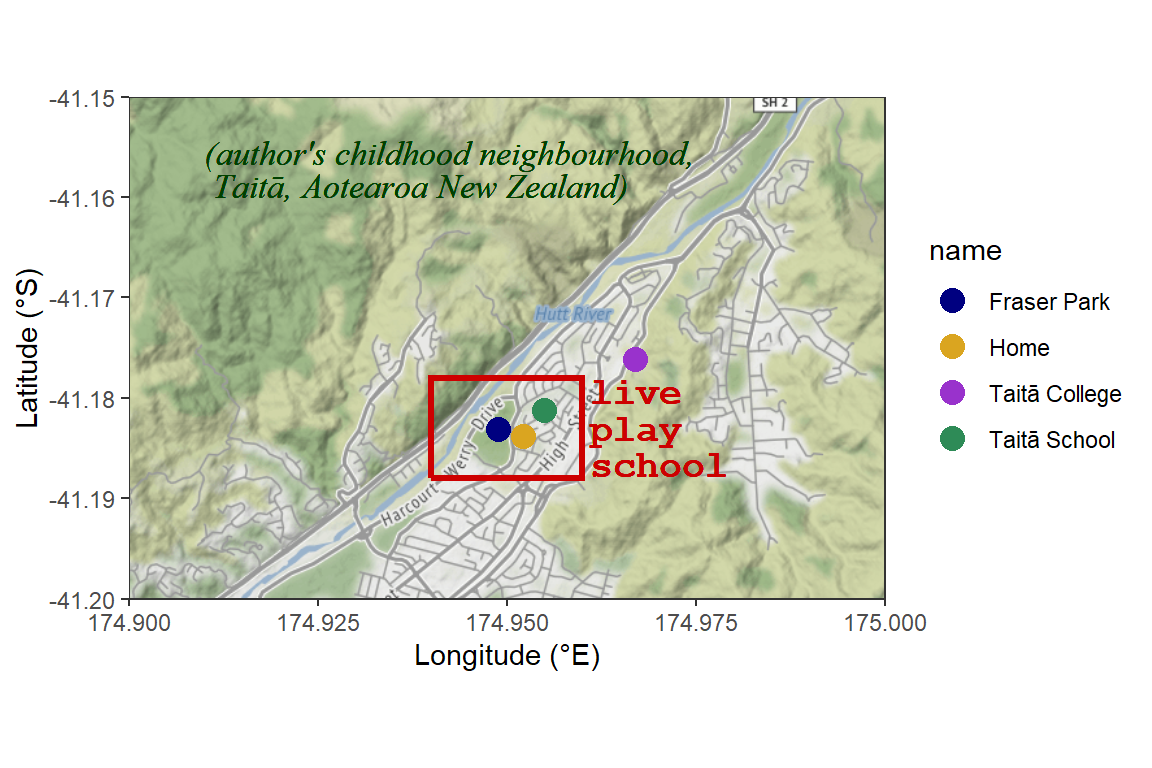 -41.15
-41.16
-41.17
-41.18
-41.19
-41.20
Latitude (°S)
SH 2
(author's childhood neighbourhood,
Taitā, Aotearoa New Zealand)
Hutt River
Harcourt Werry Drive
High Street
live
play
school
174.900
174.925
174.950
174.975
175.000
Longitude (°E)
name
Fraser Park
Home
Taitā College
Taitā School